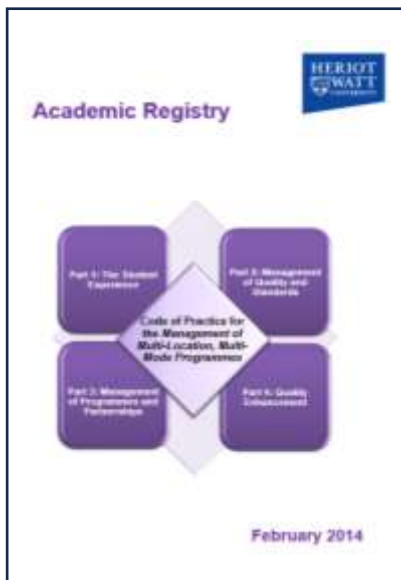 HERIOT
WATT
UNIVERSITY
Academic Registry
Part 1: The Student
Experience
Part 2: Management
of Quality and
Standards
Code of Practice for
the Management of
Multi-Location, Multi-
Mode Programmes
Part 3: Management
of Programmes and
Partnerships
Part 4: Quality
Enhancement
February 2014